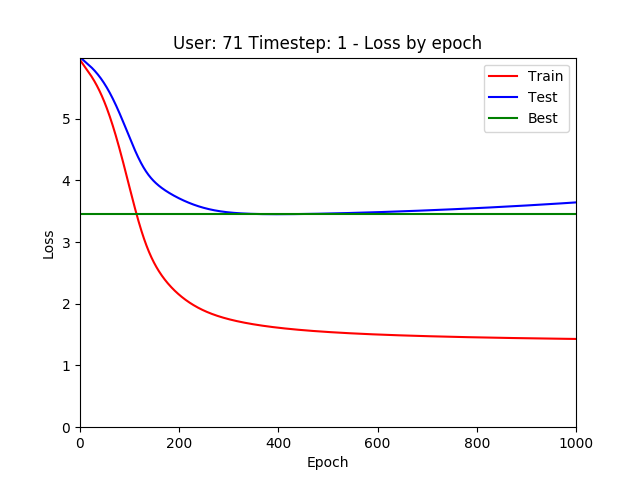 User: 71 Timestep: 1 - Loss by epoch
Train
Test
Best
5
4
3
2
1
0
Loss
0 200 400 600 800 1000
Epoch